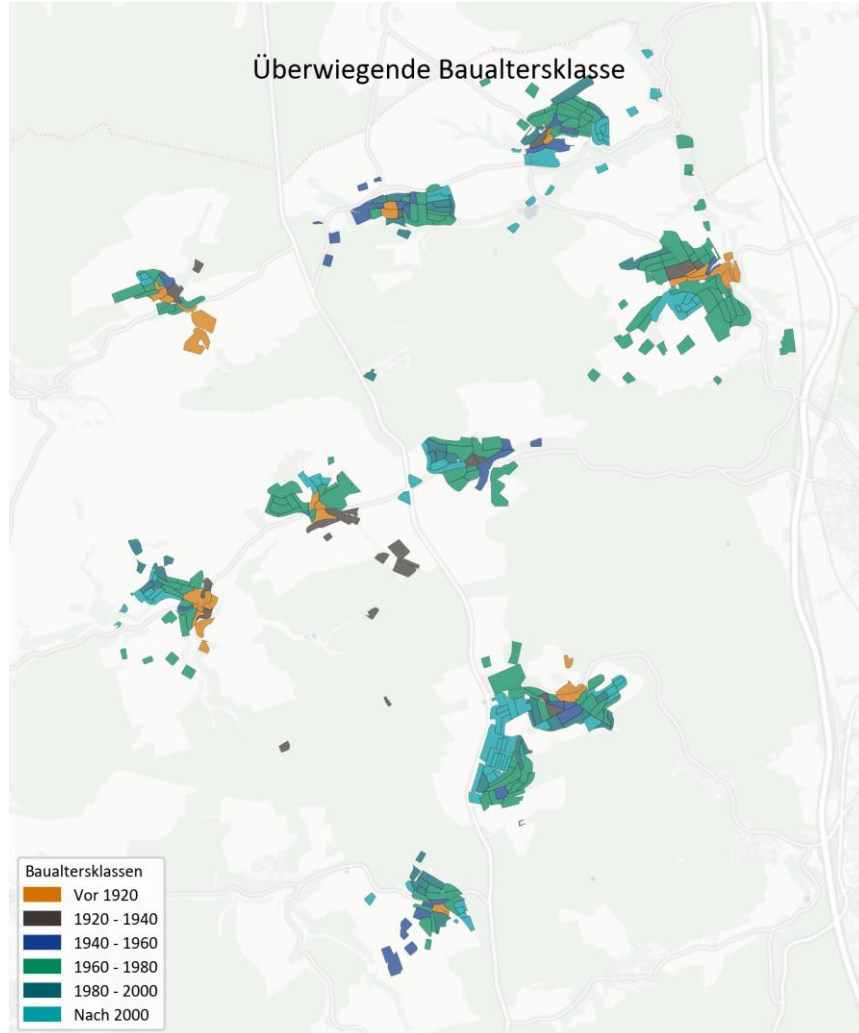 Überwiegende Baualtersklasse
Baualtersklassen
Vor 1920
1920 - 1940
1940 - 1960
1960 - 1980
1980 - 2000
Nach 2000